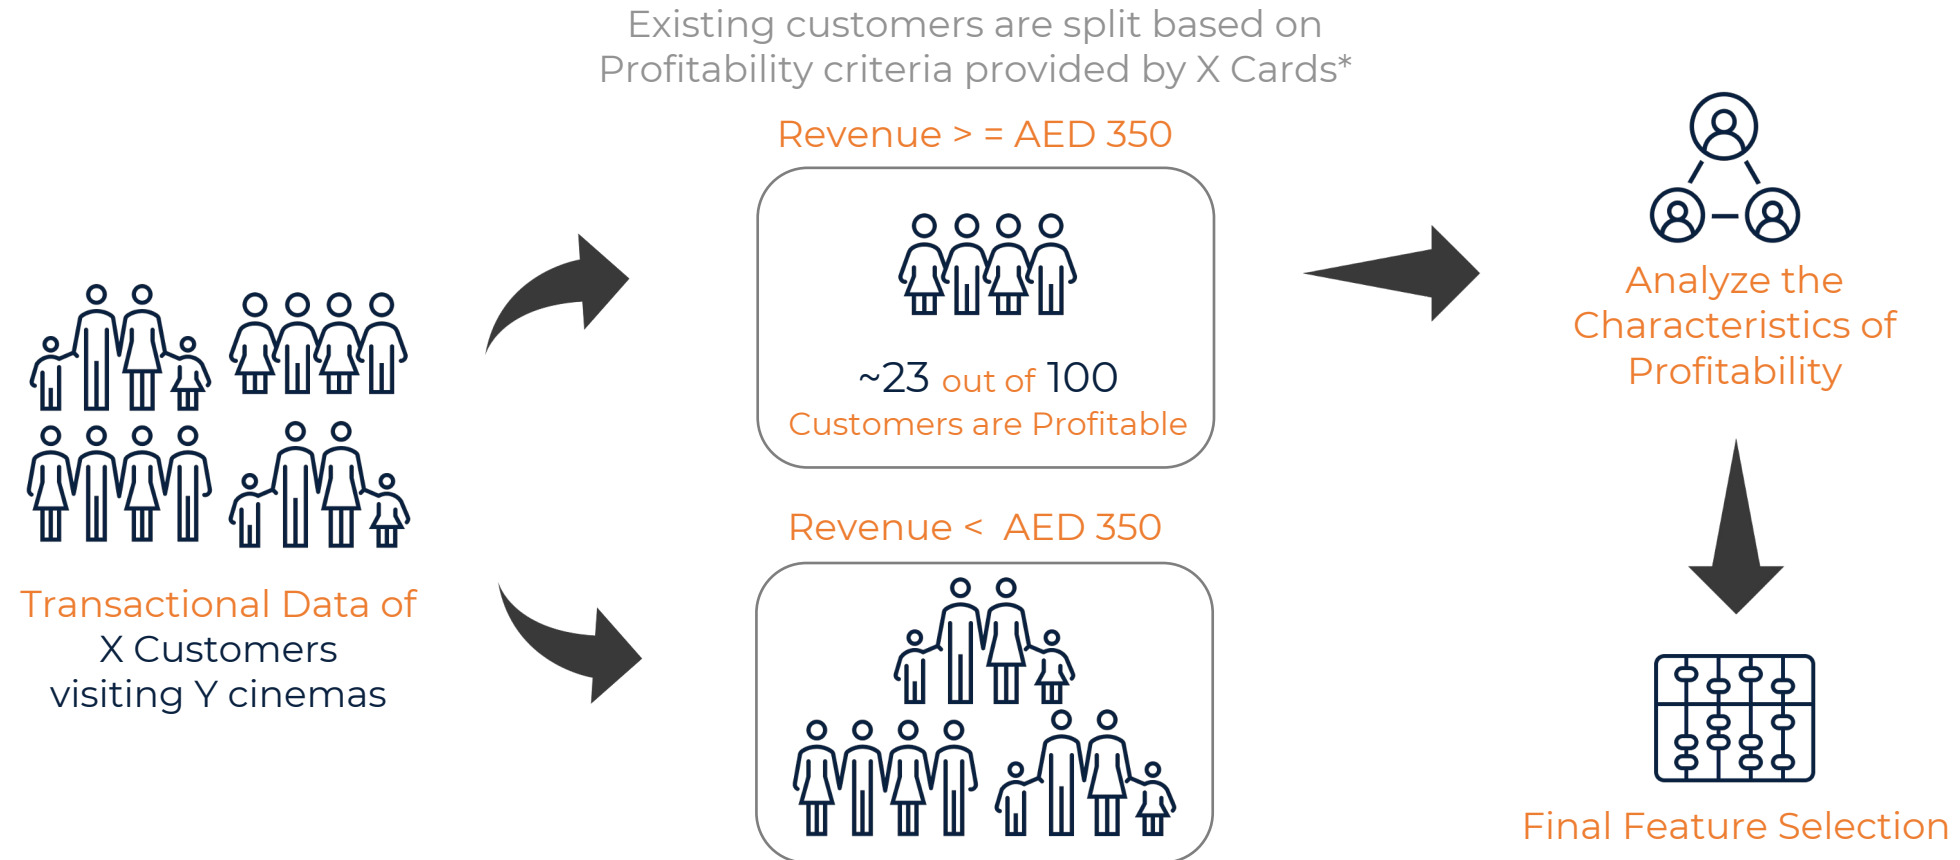 Existing customers are split based on
Profitability criteria provided by X Cards*
Revenue > = AED 350
~23 out of 100
Customers are Profitable
Revenue < AED 350
Transactional Data of
X Customers
visiting Y cinemas
Analyze the
Characteristics of
Profitability
Final Feature Selection